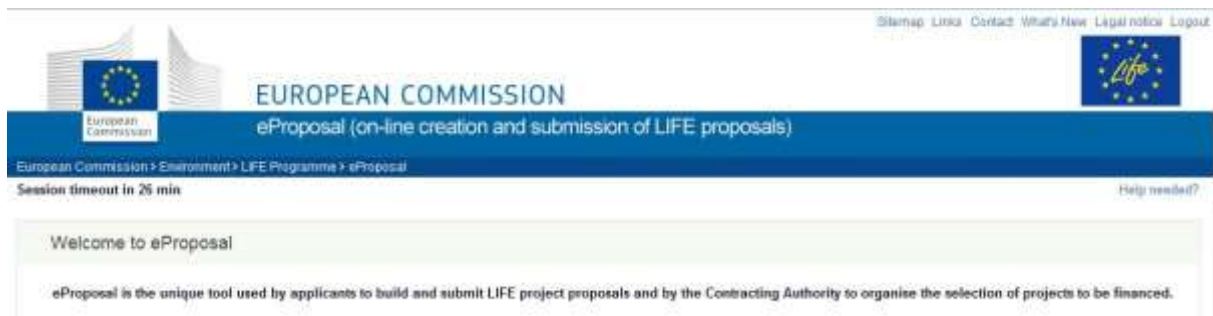 Sitemap Links Contact What's New Legal notice Logout
Life
EUROPEAN COMMISSION
European
Commission
eProposal (on-line creation and submission of LIFE proposals)
European Commission > Environment > LIFE Programme > eProposal
Session timeout in 26 min
Help needed?
Welcome to eProposal
eProposal is the unique tool used by applicants to build and submit LIFE project proposals and by the Contracting Authority to organise the selection of projects to be financed.